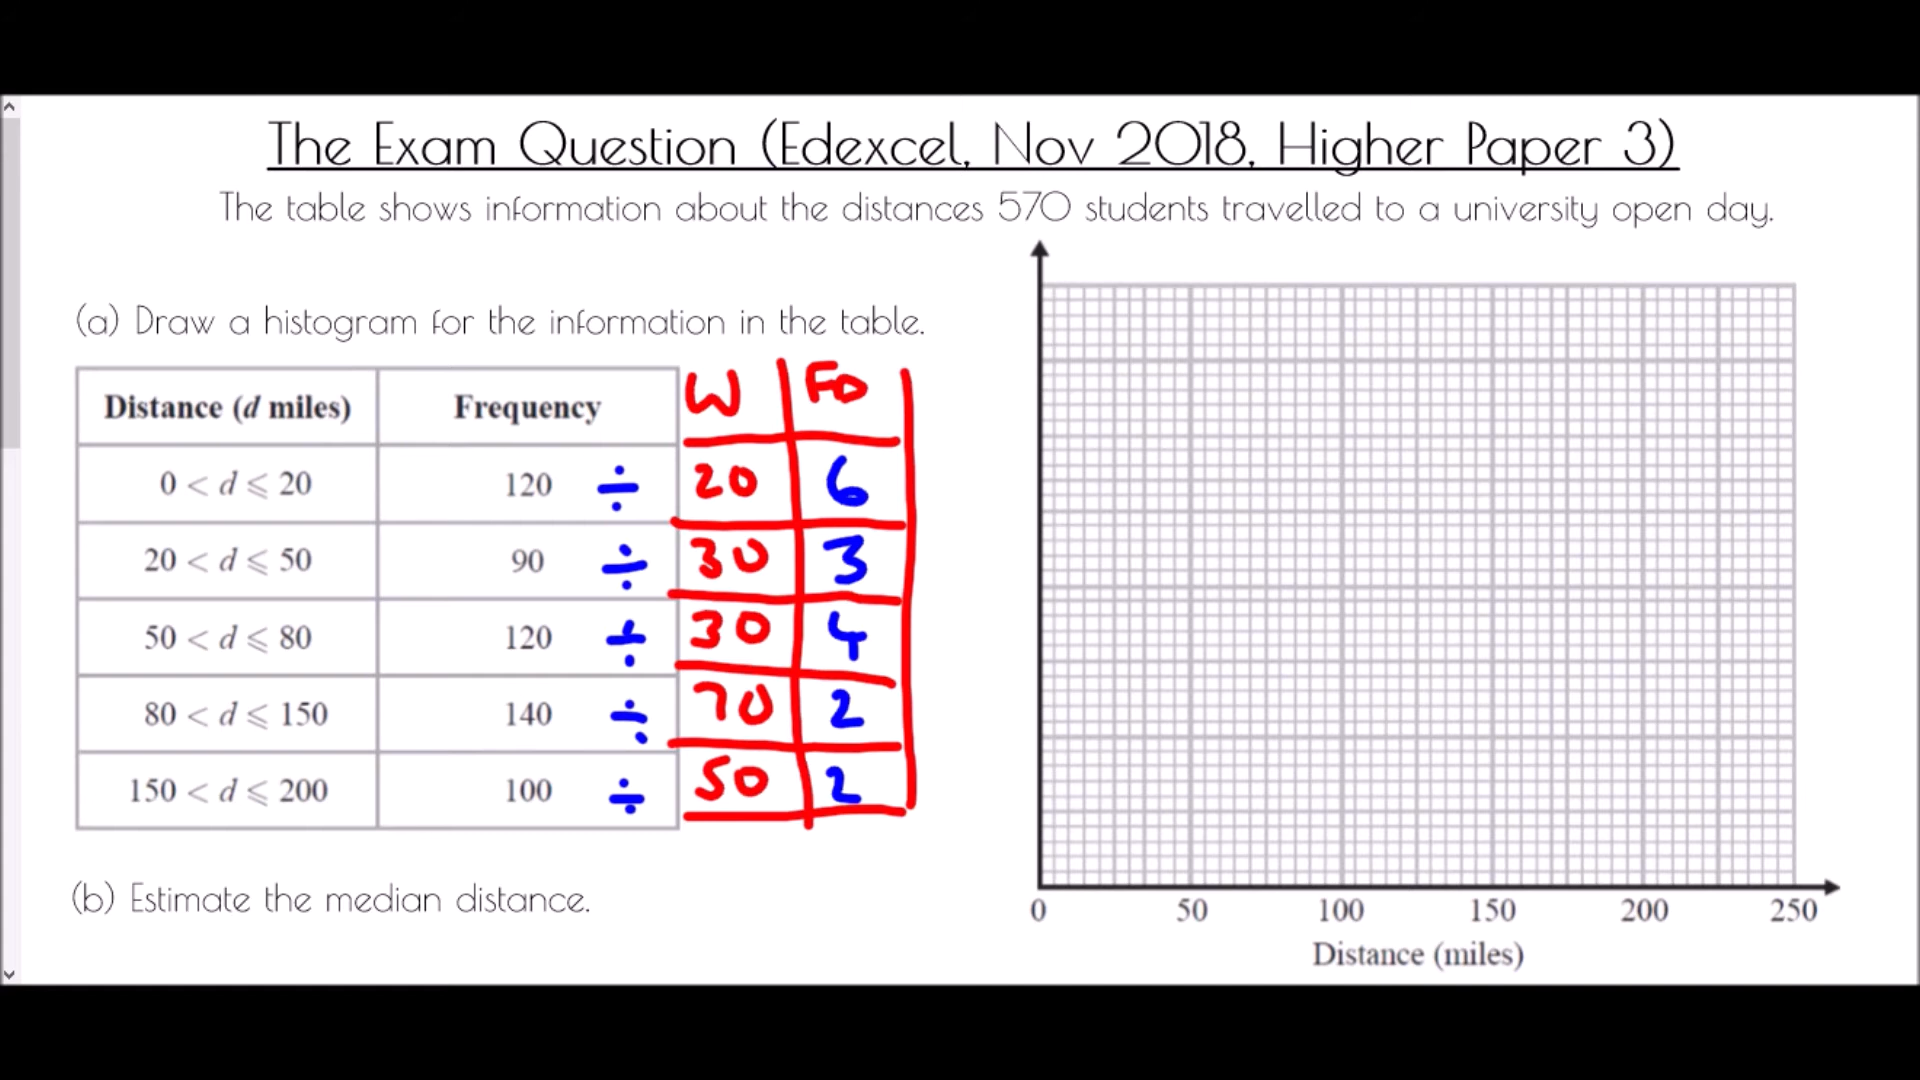 The Exam Question (Edexcel, Nov 2018, Higher Paper 3)
The table shows information about the distances 570 students travelled to a university open day.
(a) Draw a histogram for the information in the table.
Distance (d miles) Frequency W FD
0 < d ⩽ 20 120 ÷ 20 6
20 < d ⩽ 50 90 ÷ 30 3
50 < d ⩽ 80 120 ÷ 30 4
80 < d ⩽ 150 140 ÷ 70 2
150 < d ⩽ 200 100 ÷ 50 2
(b) Estimate the median distance.
0 50 100 150 200 250
Distance (miles)